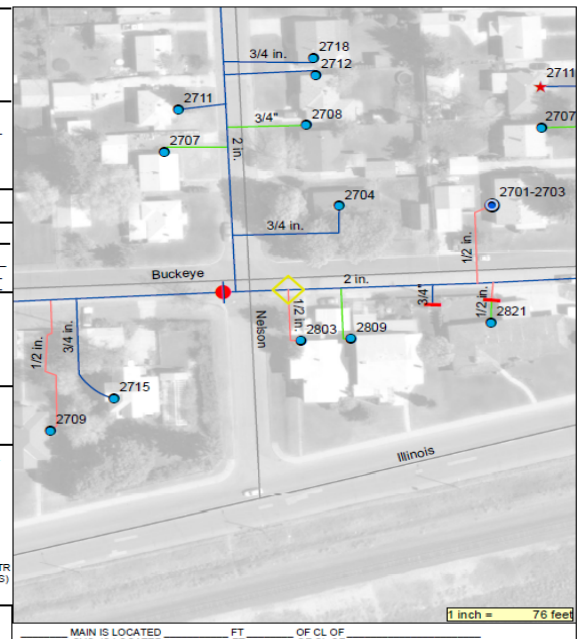 3/4 in.
2718
2712
2711
2711
3/4"
2708
2707
2707
2 in.
2704
2701-2703
3/4 in.
1/2 in.
Buckeye
2 in.
3/4"
1/2 in.
1/2 in.
2821
Nelson
2803
2809
1/2 in.
3/4 in.
2715
2709
Illinois
TR
S)
1 inch = 76 feet
MAIN IS LOCATED FT OF CL OF